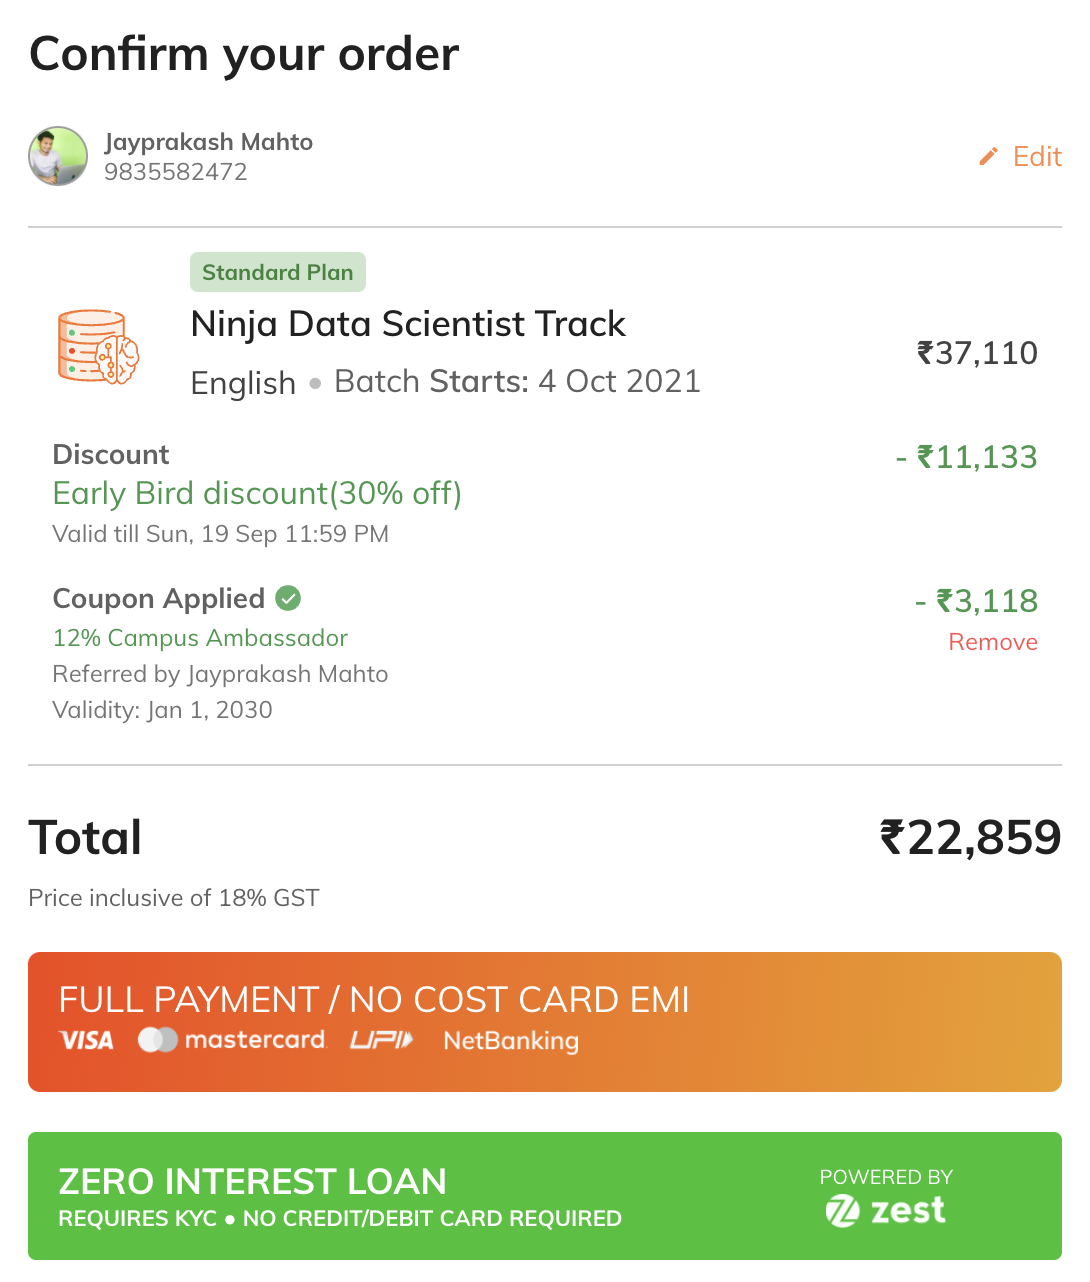 Confirm your order
Jayprakash Mahto
9835582472
Edit
Standard Plan
Ninja Data Scientist Track
₹37,110
English • Batch Starts: 4 Oct 2021
Discount
- ₹11,133
Early Bird discount(30% off)
Valid till Sun, 19 Sep 11:59 PM
Coupon Applied
- ₹3,118
12% Campus Ambassador
Remove
Referred by Jayprakash Mahto
Validity: Jan 1, 2030
Total
₹22,859
Price inclusive of 18% GST
FULL PAYMENT / NO COST CARD EMI
VISA mastercard. UPI NetBanking
ZERO INTEREST LOAN
REQUIRES KYC • NO CREDIT/DEBIT CARD REQUIRED
POWERED BY
zest